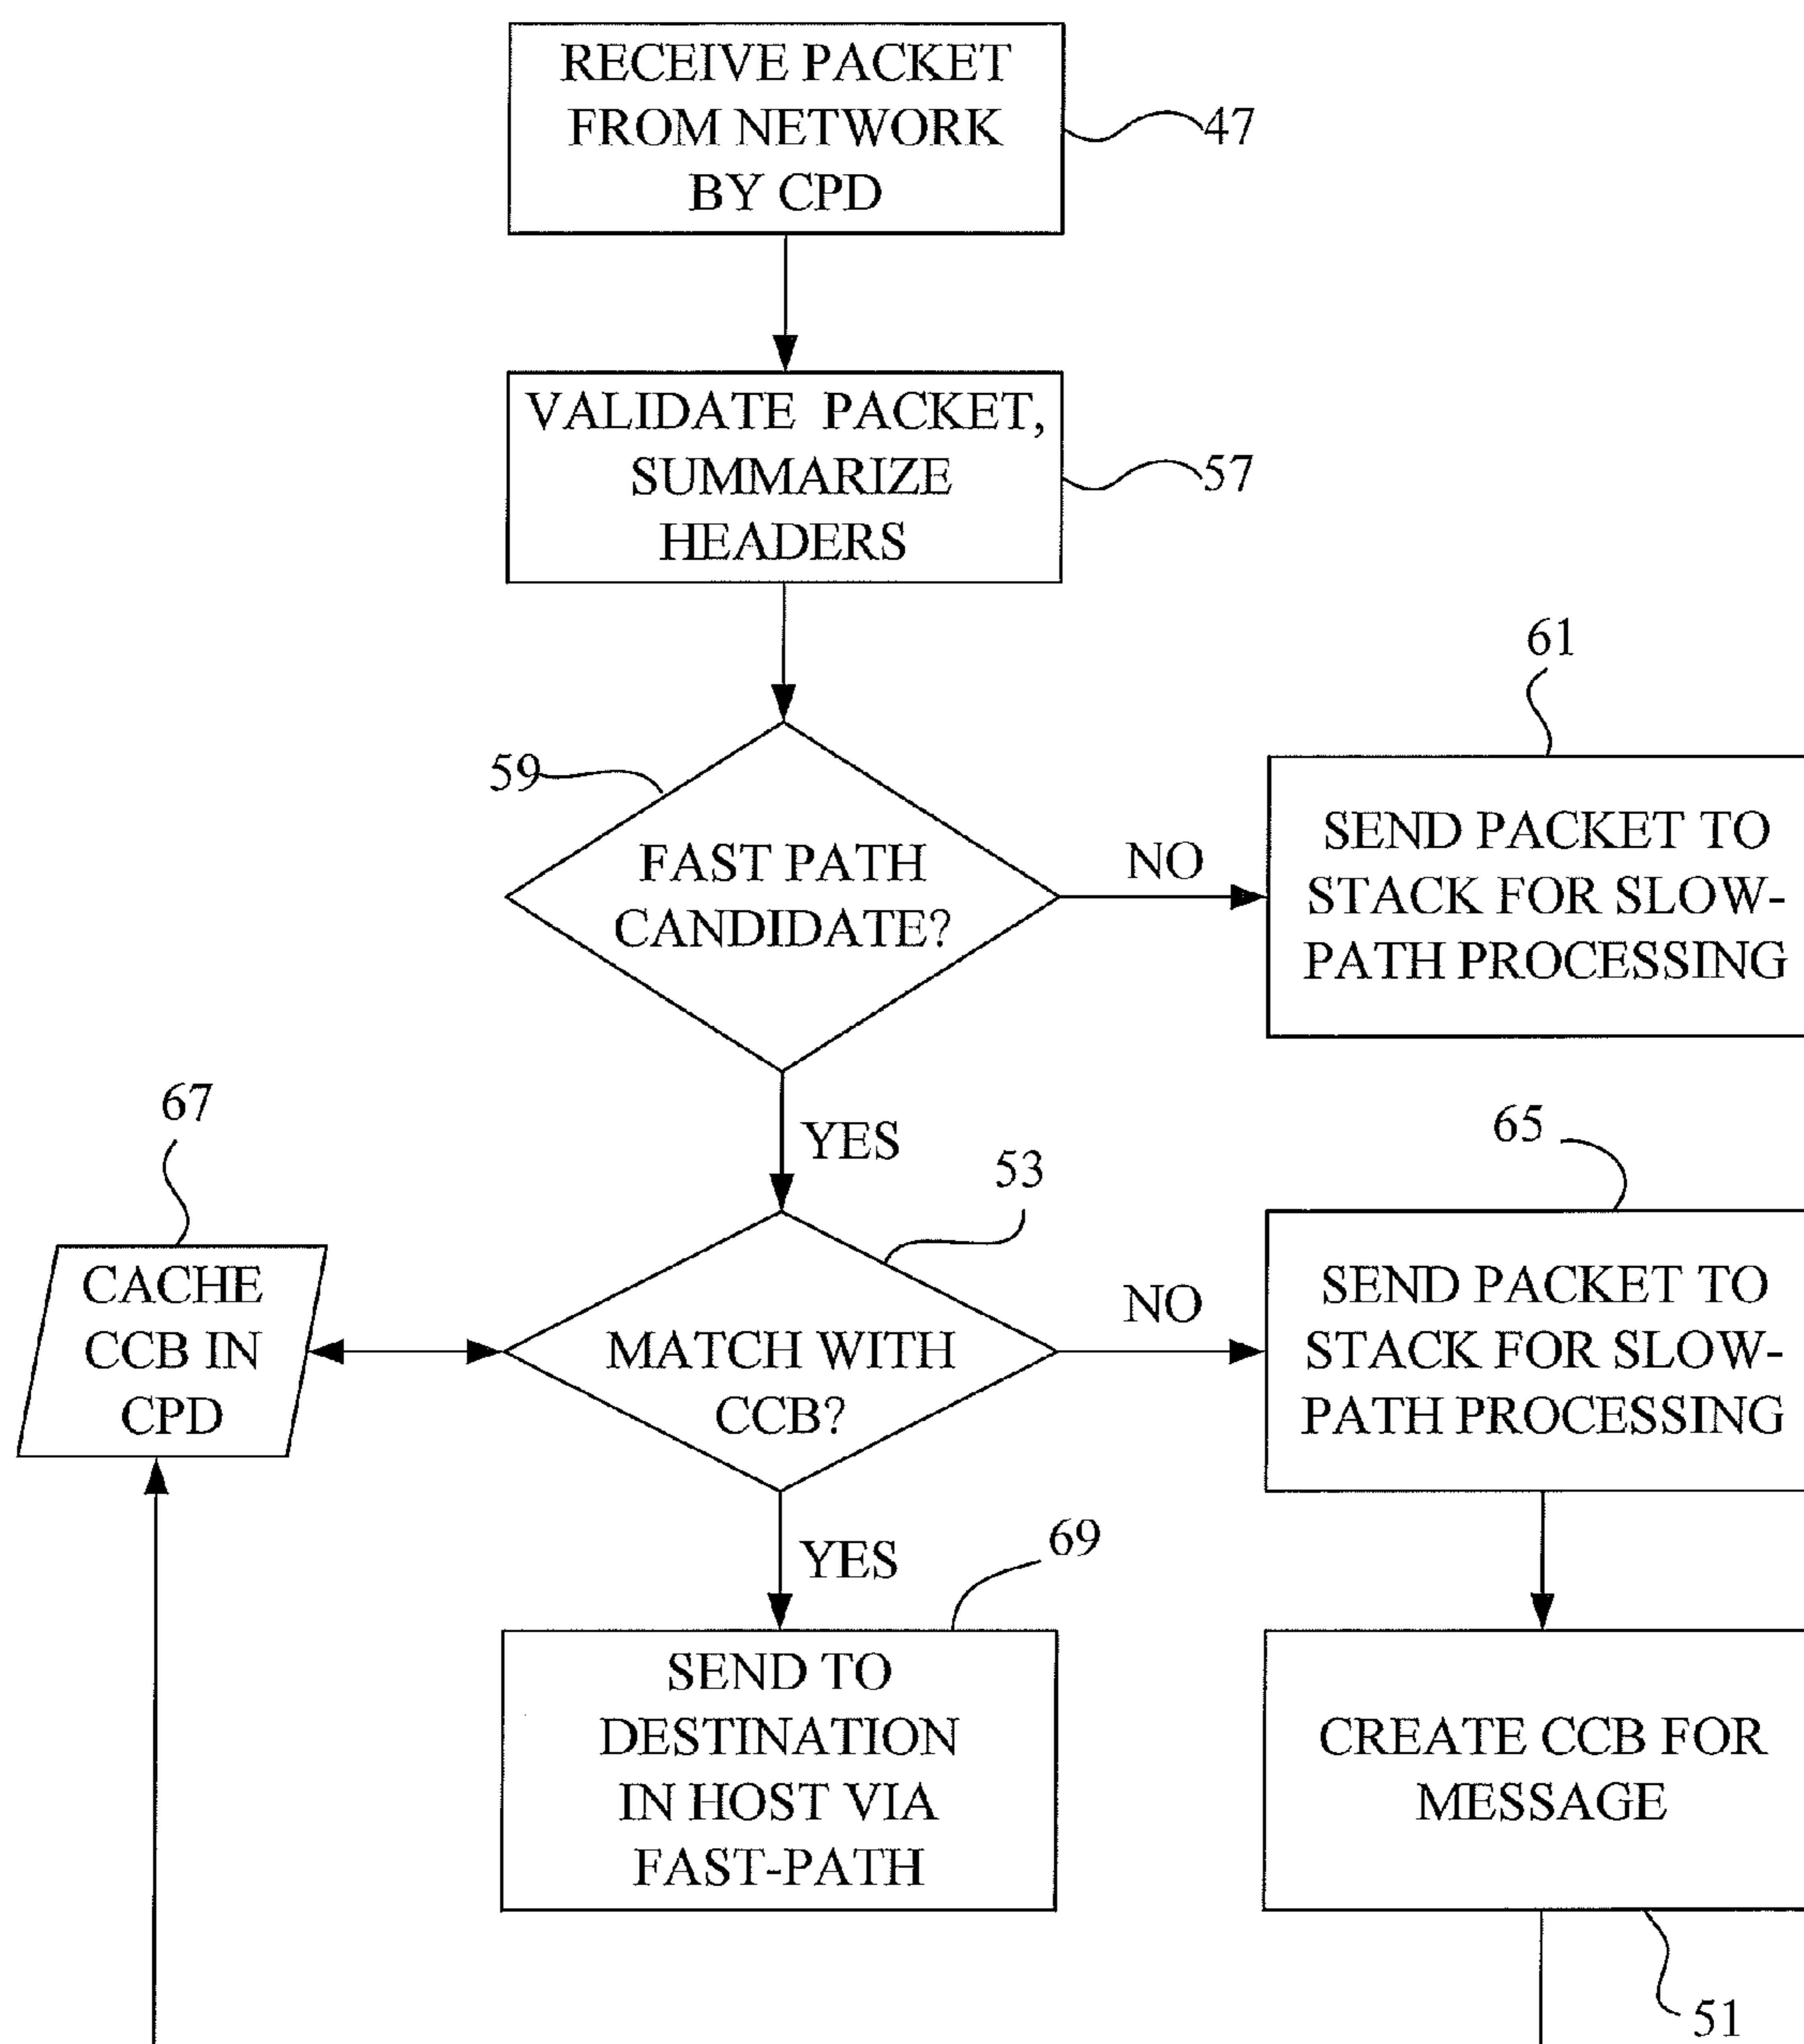 RECEIVE PACKET
FROM NETWORK
BY CPD
47
VALIDATE PACKET,
SUMMARIZE
HEADERS
57
59
FAST PATH
CANDIDATE?
NO
61
SEND PACKET TO
STACK FOR SLOW-
PATH PROCESSING
YES
67
CACHE
CCB IN
CPD
53
MATCH WITH
CCB?
NO
65
SEND PACKET TO
STACK FOR SLOW-
PATH PROCESSING
YES
69
SEND TO
DESTINATION
IN HOST VIA
FAST-PATH
CREATE CCB FOR
MESSAGE
51